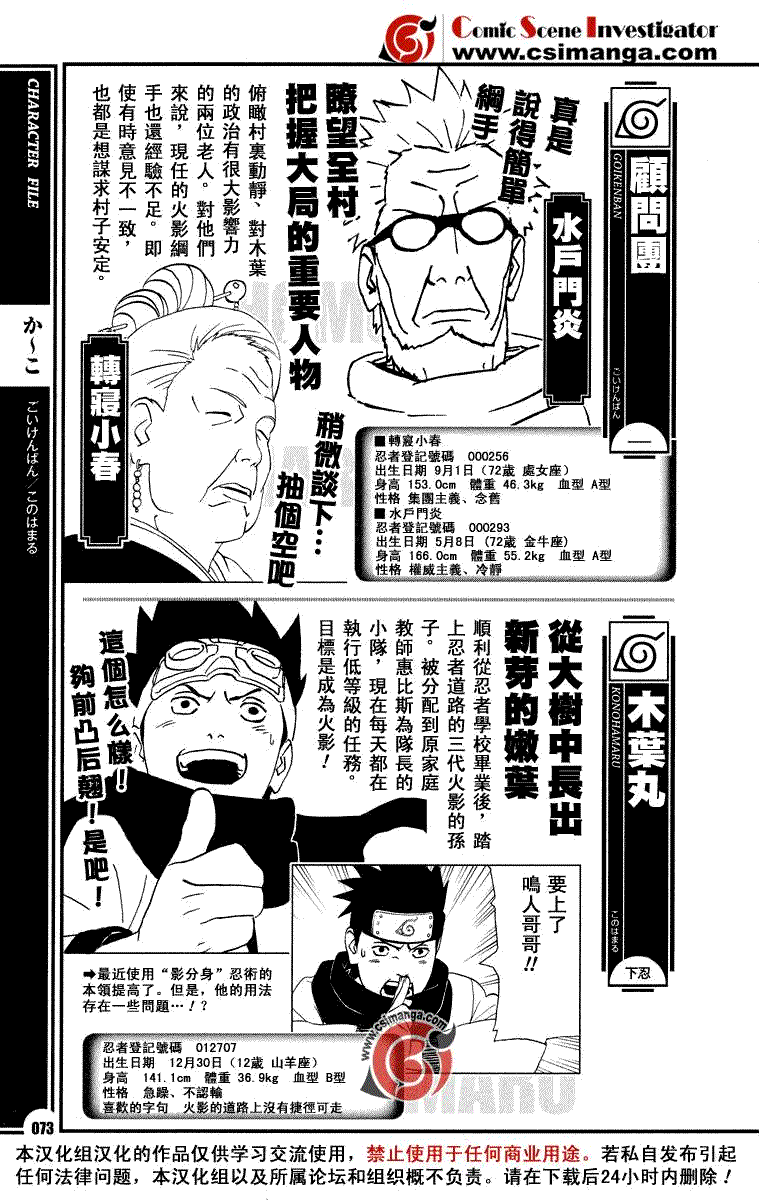 Comic Scene Investigator
www.csimanga.com
CHARACTER FILE
か〜こ
ごいけんばん／このはまる
073
顧問團
GOIKENBAN
ごいけんばん
一
真是
說得簡單
綱手
水戶門炎
瞭望全村
把握大局的重要人物
俯瞰村裏動靜、對木葉
的政治有很大影響力
的兩位老人。對他們
來說，現任的火影綱
手也還經驗不足。即
使有時意見不一致，
也都是想謀求村子安定。
轉寢小春
稍微談下…
抽個空吧
■轉寢小春
忍者登記號碼 000256
出生日期 9月1日（72歲 處女座）
身高 153.0cm 體重 46.3kg 血型 A型
性格 集團主義、念舊
■水戶門炎
忍者登記號碼 000293
出生日期 5月8日（72歲 金牛座）
身高 166.0cm 體重 55.2kg 血型 A型
性格 權威主義、冷靜
木葉丸
KONOHAMARU
このはまる
下忍
從大樹中長出
新芽的嫩葉
順利從忍者學校畢業後，踏
上忍者道路的三代火影的孫
子。被分配到原家庭
教師惠比斯為隊長的
小隊，現在每天都在
執行低等級的任務。
目標是成為火影！
這個怎么樣！
夠前凸后翹！是吧！
要上了
鳴人哥哥!!
➡最近使用“影分身”忍術的
本領提高了。但是，他的用法
存在一些問題…！？
忍者登記號碼 012707
出生日期 12月30日（12歲 山羊座）
身高 141.1cm 體重 36.9kg 血型 B型
性格 急躁、不認輸
喜歡的字句 火影的道路上沒有捷徑可走
www.csimanga.com
MARU
本汉化组汉化的作品仅供学习交流使用，禁止使用于任何商业用途。若私自发布引起
任何法律问题，本汉化组以及所属论坛和组织概不负责。请在下载后24小时内删除！